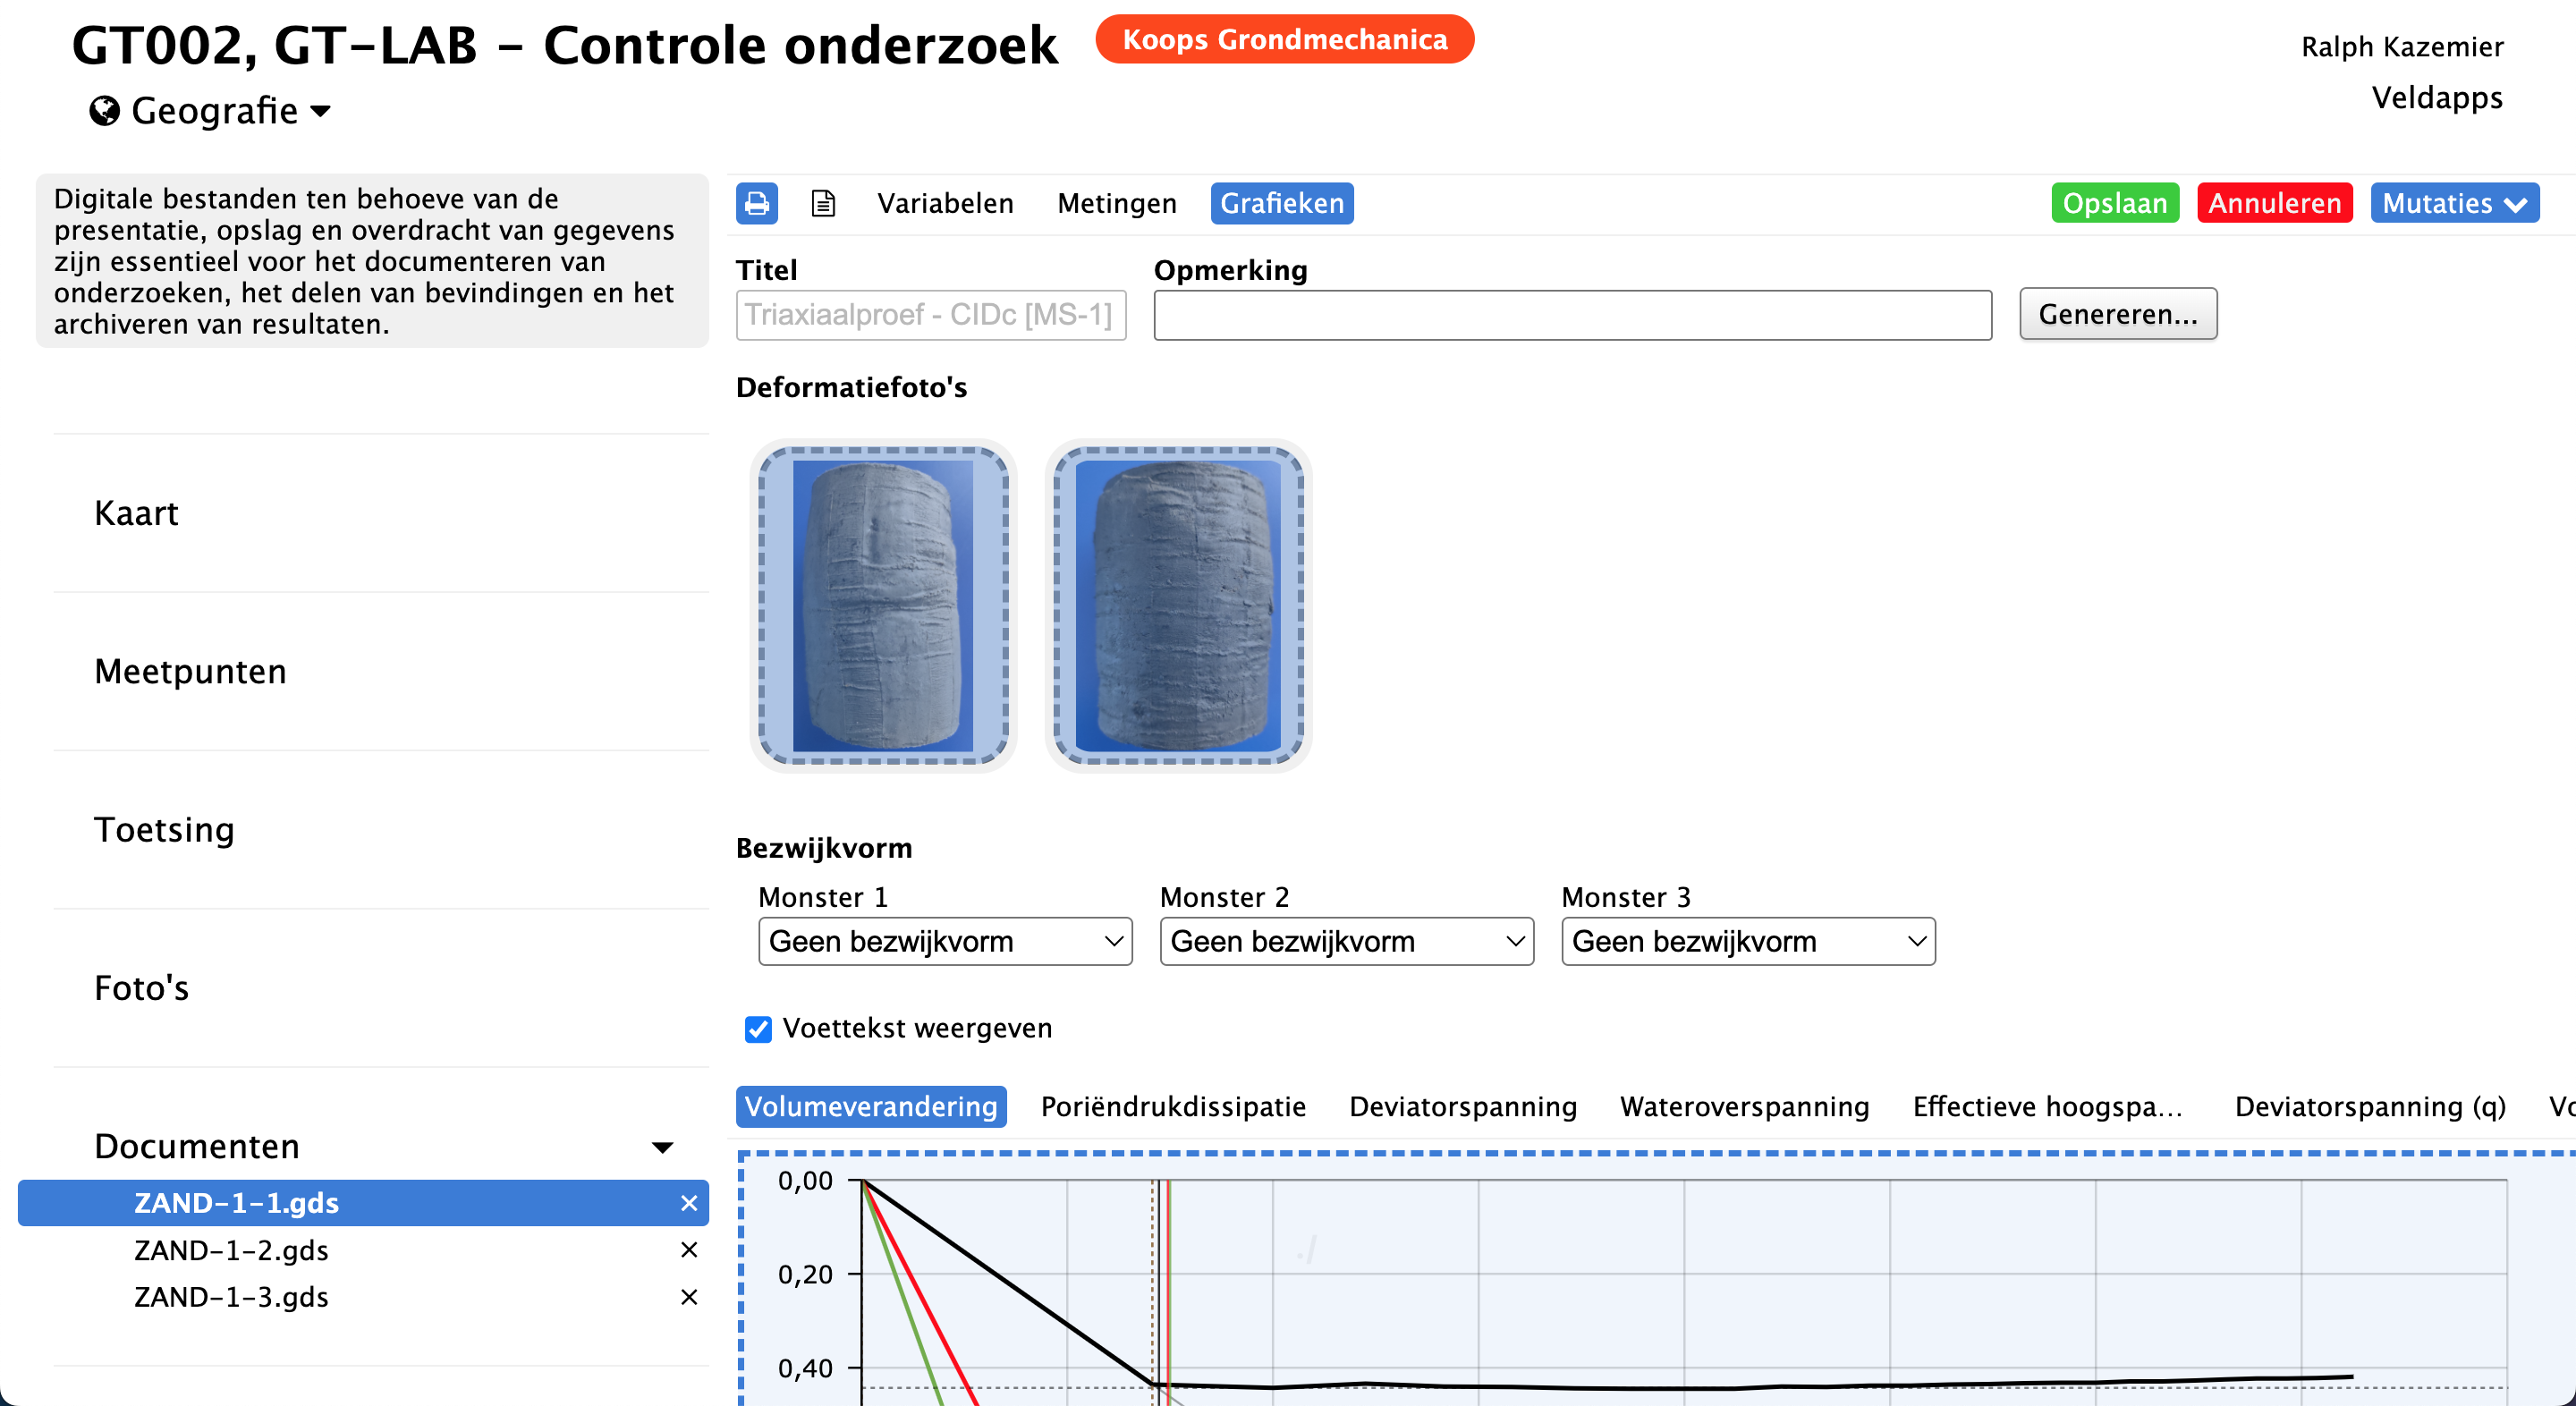 GT002, GT-LAB - Controle onderzoek
Koops Grondmechanica
Ralph Kazemier
Geografie
Veldapps
Digitale bestanden ten behoeve van de
presentatie, opslag en overdracht van gegevens
zijn essentieel voor het documenteren van
onderzoeken, het delen van bevindingen en het
archiveren van resultaten.
Kaart
Meetpunten
Toetsing
Foto's
Documenten
ZAND-1-1.gds
ZAND-1-2.gds
ZAND-1-3.gds
Variabelen Metingen Grafieken Opslaan Annuleren Mutaties
Titel Opmerking
Triaxiaalproef - CIDc [MS-1] Genereren...
Deformatiefoto's
Bezwijkvorm
Monster 1 Monster 2 Monster 3
Geen bezwijkvorm Geen bezwijkvorm Geen bezwijkvorm
Voettekst weergeven
Volumeverandering Poriëndrukdissipatie Deviatorspanning Wateroverspanning Effectieve hoogspa... Deviatorspanning (q)
0,00
0,20
0,40